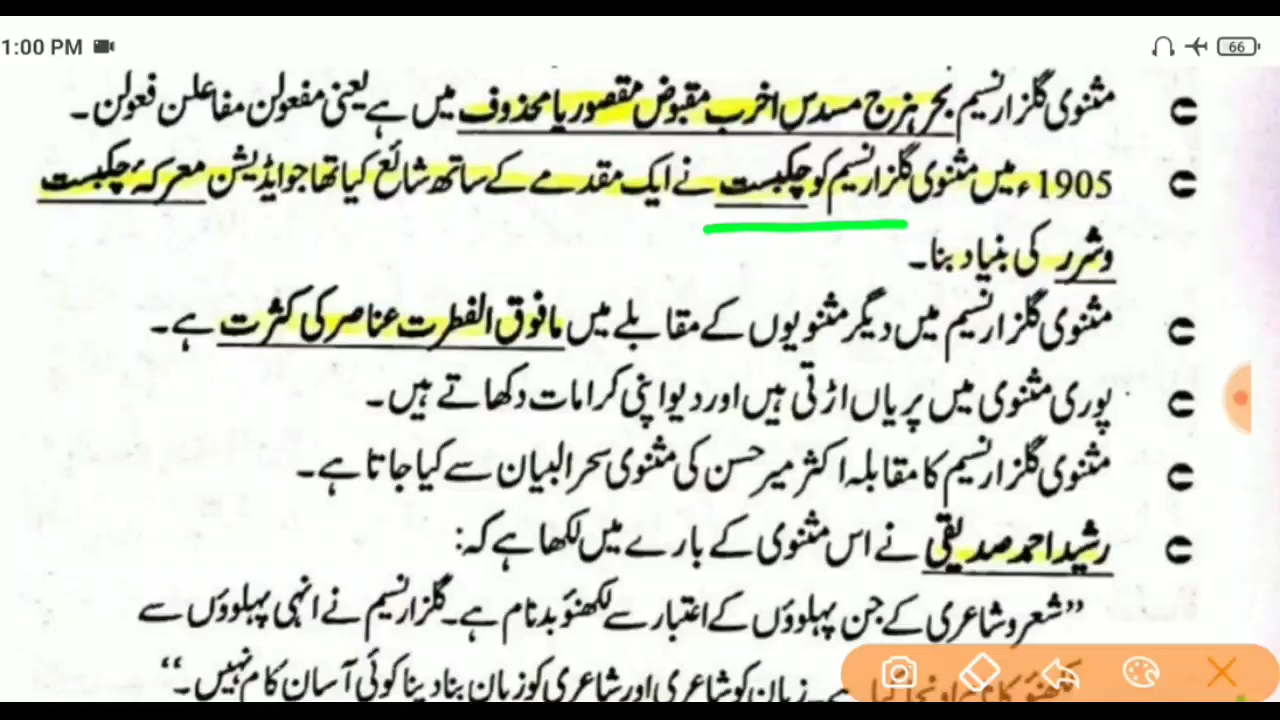 1:00 PM
66
مثنوی گلزار نسیم بحر ہزج مسدس اخرب مقبوض مقصور یا محذوف میں ہے یعنی مفعولن مفاعلن فعولن۔
1905ء میں مثنوی گلزار نسیم کو چکبست نے ایک مقدمے کے ساتھ شائع کیا تھا جو ایڈیشن معرکۂ چکبست
وشرر کی بنیاد بنا۔
مثنوی گلزار نسیم میں دیگر مثنویوں کے مقابلے میں مافوق الفطرت عناصر کی کثرت ہے۔
پوری مثنوی میں پریاں اڑتی ہیں اور دیو اپنی کرامات دکھاتے ہیں۔
مثنوی گلزار نسیم کا مقابلہ اکثر میر حسن کی مثنوی سحر البیان سے کیا جاتا ہے۔
رشید احمد صدیقی نے اس مثنوی کے بارے میں لکھا ہے کہ:
”شعر و شاعری کے جن پہلوؤں کے اعتبار سے لکھنؤ بدنام ہے۔ گلزار نسیم نے انہی پہلوؤں سے
زبان کو شاعری اور شاعری کو زبان بنا دینا کوئی آسان کام نہیں۔“